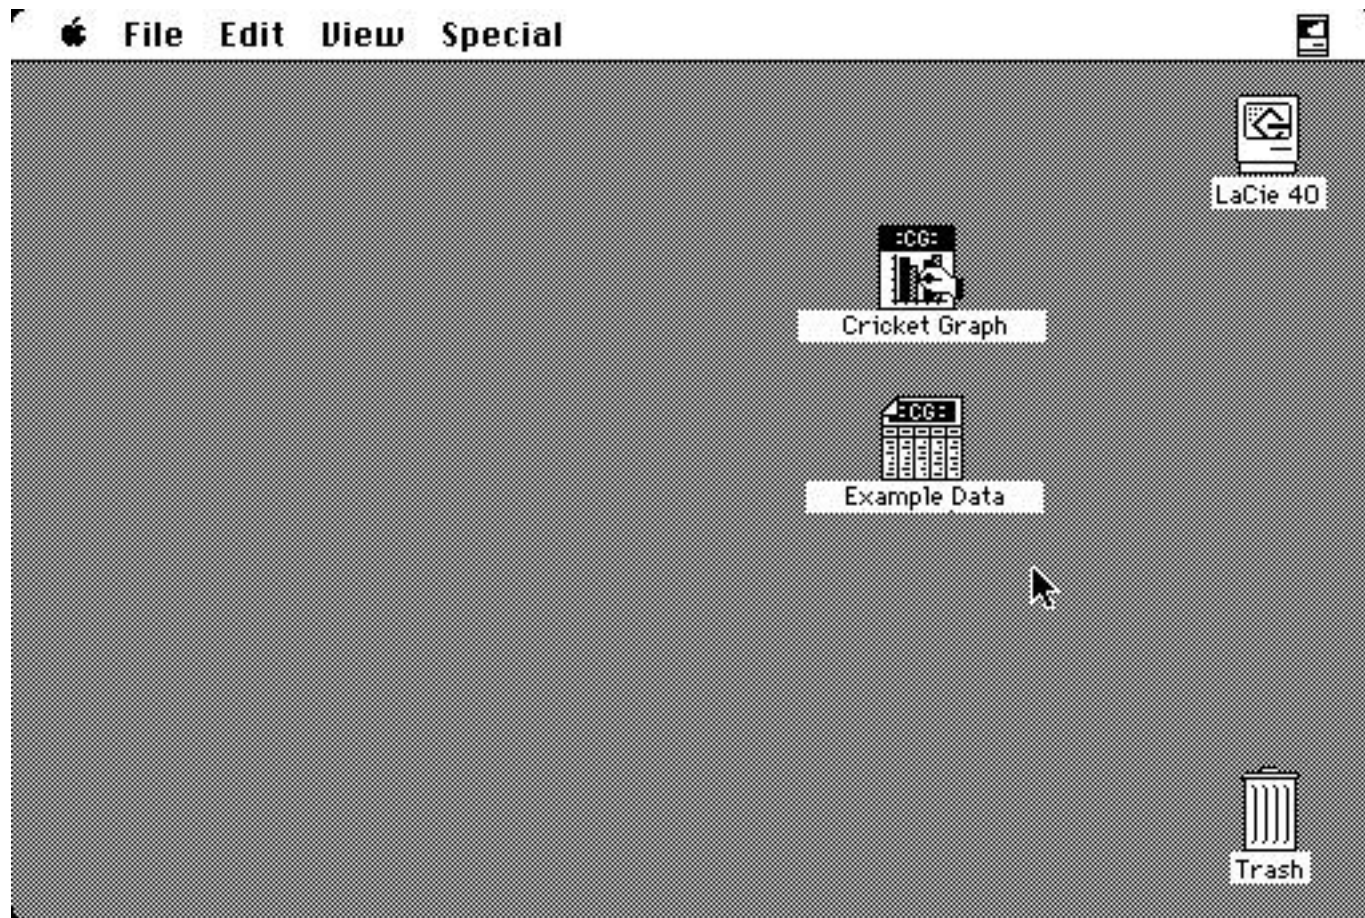 File Edit View Special
LaCie 40
:CG:
Cricket Graph
:CG:
Example Data
Trash